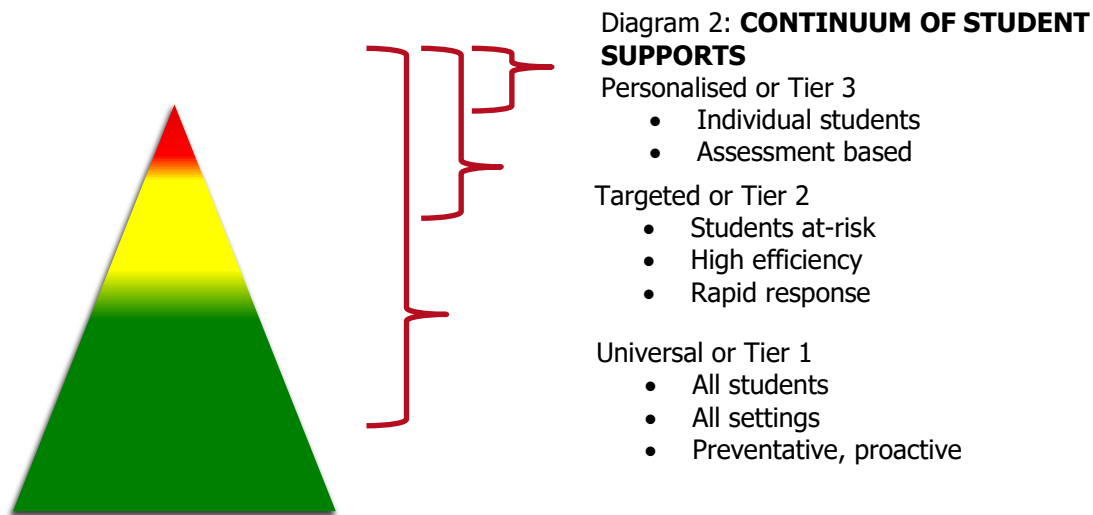 Diagram 2: CONTINUUM OF STUDENT
SUPPORTS
Personalised or Tier 3
• Individual students
• Assessment based
Targeted or Tier 2
• Students at-risk
• High efficiency
• Rapid response
Universal or Tier 1
• All students
• All settings
• Preventative, proactive